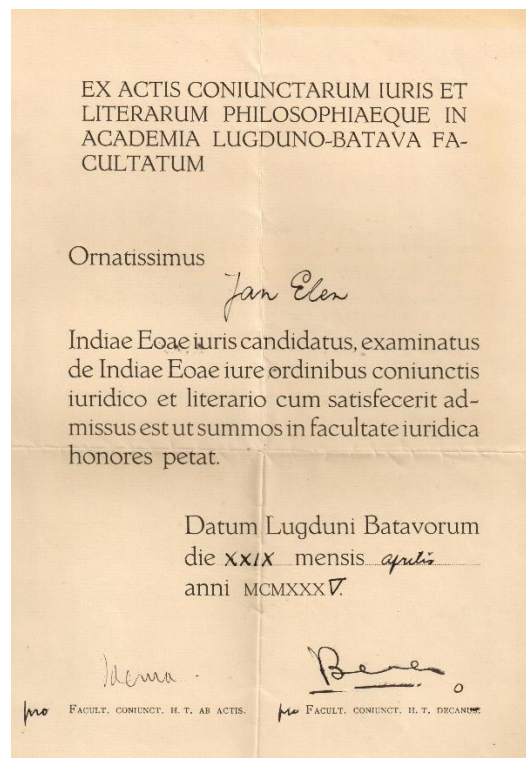 EX ACTIS CONIUNCTARUM IURIS ET
LITERARUM PHILOSOPHIAEQUE IN
ACADEMIA LUGDUNO-BATAVA FA-
CULTATUM
Ornatissimus
Jan Elen
Indiae Eoae iuris candidatus, examinatus
de Indiae Eoae iure ordinibus coniunctis
iuridico et literario cum satisfecerit ad-
missus est ut summos in facultate iuridica
honores petat.
Datum Lugduni Batavorum
die XXIX mensis aprilis
anni MCMXXXV.
pro FACULT. CONIUNCT. H. T. AB ACTIS.
pro FACULT. CONIUNCT. H. T. DECANO